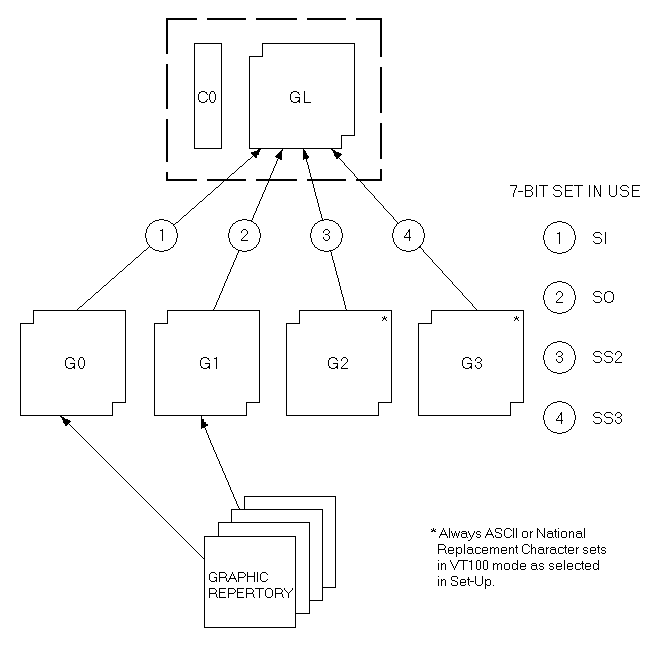 C0
GL
7-BIT SET IN USE
1
2
3
4
1 SI
2 SO
3 SS2
4 SS3
G0
G1
G2
*
G3
*
GRAPHIC
REPERTORY
* Always ASCII or National
Replacement Character sets
in VT100 mode as selected
in Set-Up.